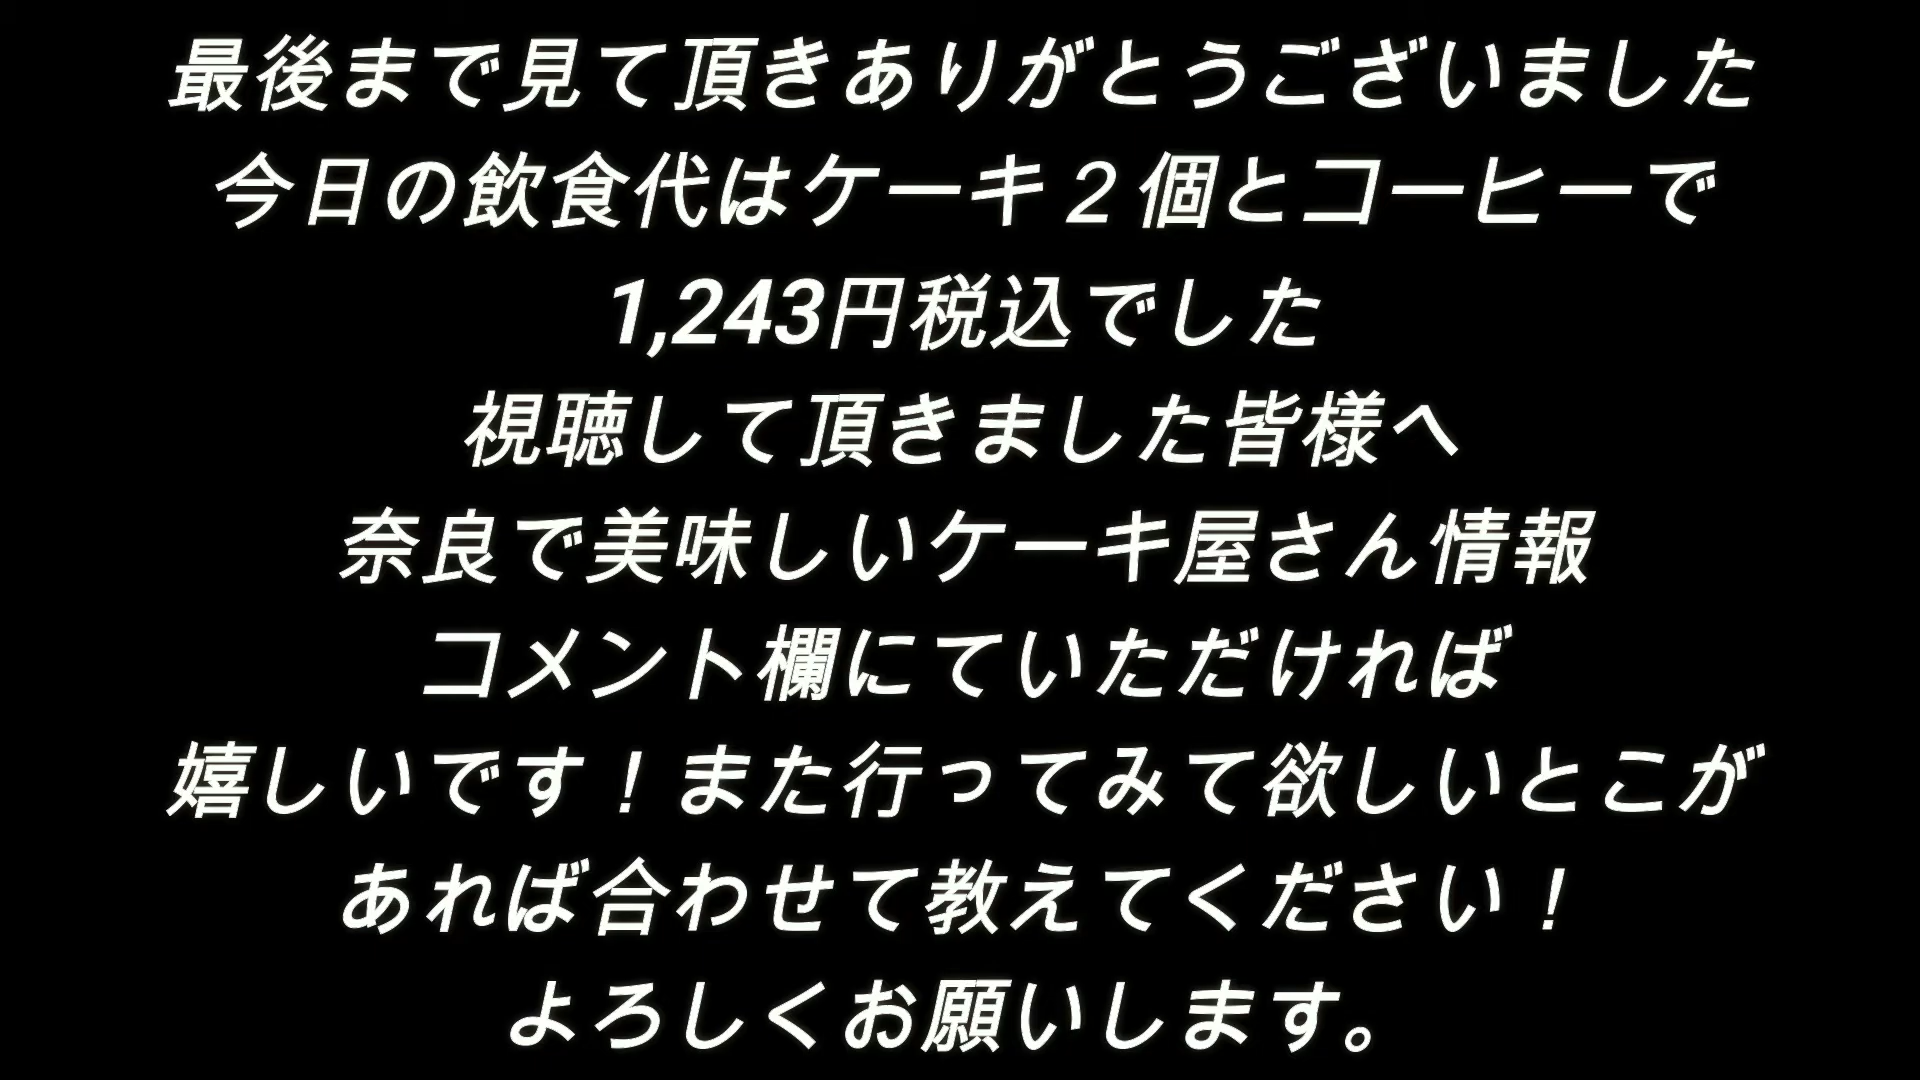 最後まで見て頂きありがとうございました
今日の飲食代はケーキ２個とコーヒーで
1,243円税込でした
視聴して頂きました皆様へ
奈良で美味しいケーキ屋さん情報
コメント欄にていただければ
嬉しいです！また行ってみて欲しいとこが
あれば合わせて教えてください！
よろしくお願いします。